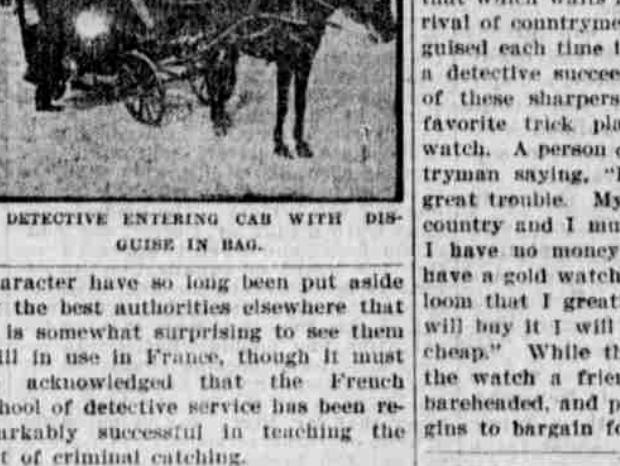 DETECTIVE ENTERING CAB WITH DIS-
GUISE IN BAG.
aracter have so long been put aside
the best authorities elsewhere that
is somewhat surprising to see them
ill in use in France, though it must
acknowledged that the French
hool of detective service has been re-
arkably successful in teaching the
t of criminal catching.
that which waits
rival of countryme
guised each time
a detective succee
of these sharpers
favorite trick pla
watch. A person
tryman saying, "
great trouble. My
country and I mu
I have no money
have a gold watch
loom that I great
will buy it I will
cheap." While th
the watch a frien
bareheaded, and p
gins to bargain fo